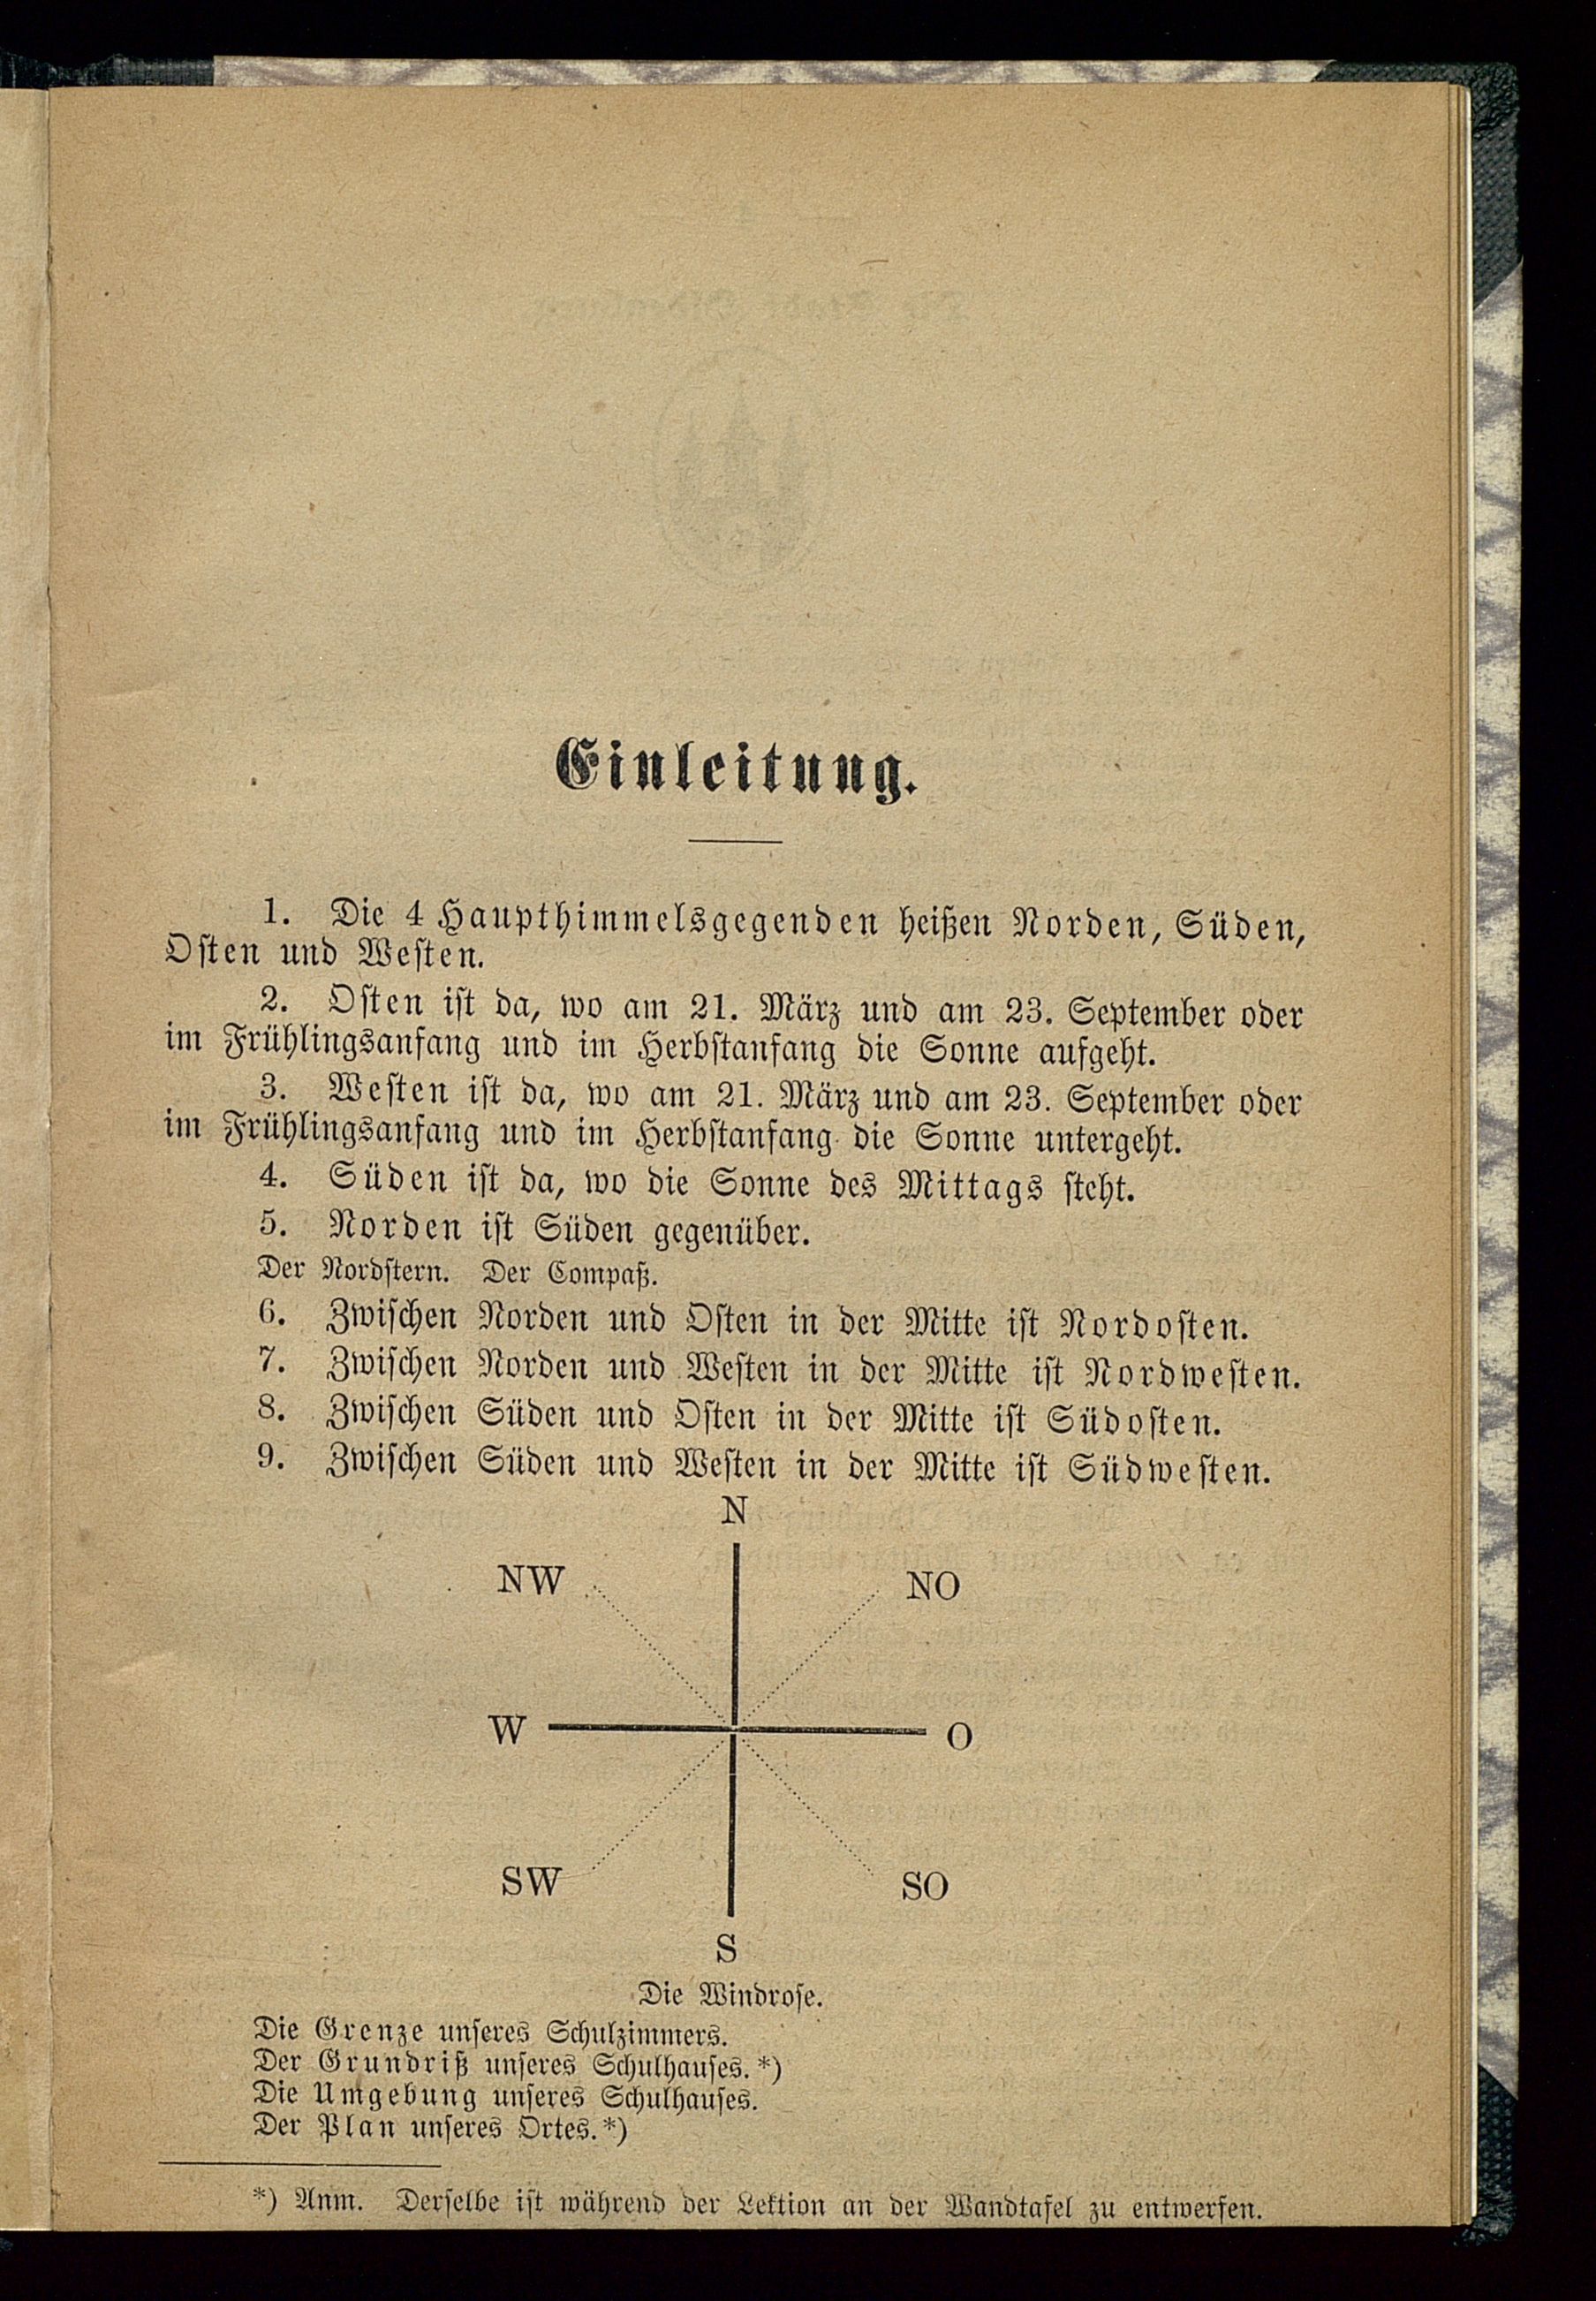 Einleitung.
1. Die 4 Haupthimmelsgegenden heißen Norden, Süden,
Osten und Westen.
2. Osten ist da, wo am 21. März und am 23. September oder
im Frühlingsanfang und im Herbstanfang die Sonne aufgeht.
3. Westen ist da, wo am 21. März und am 23. September oder
im Frühlingsanfang und im Herbstanfang die Sonne untergeht.
4. Süden ist da, wo die Sonne des Mittags steht.
5. Norden ist Süden gegenüber.
Der Nordstern. Der Compaß.
6. Zwischen Norden und Osten in der Mitte ist Nordosten.
7. Zwischen Norden und Westen in der Mitte ist Nordwesten.
8. Zwischen Süden und Osten in der Mitte ist Südosten.
9. Zwischen Süden und Westen in der Mitte ist Südwesten.
N
NW NO
W O
SW SO
S
Die Windrose.
Die Grenze unseres Schulzimmers.
Der Grundriß unseres Schulhauses.*)
Die Umgebung unseres Schulhauses.
Der Plan unseres Ortes.*)
*) Anm. Derselbe ist während der Lektion an der Wandtafel zu entwerfen.